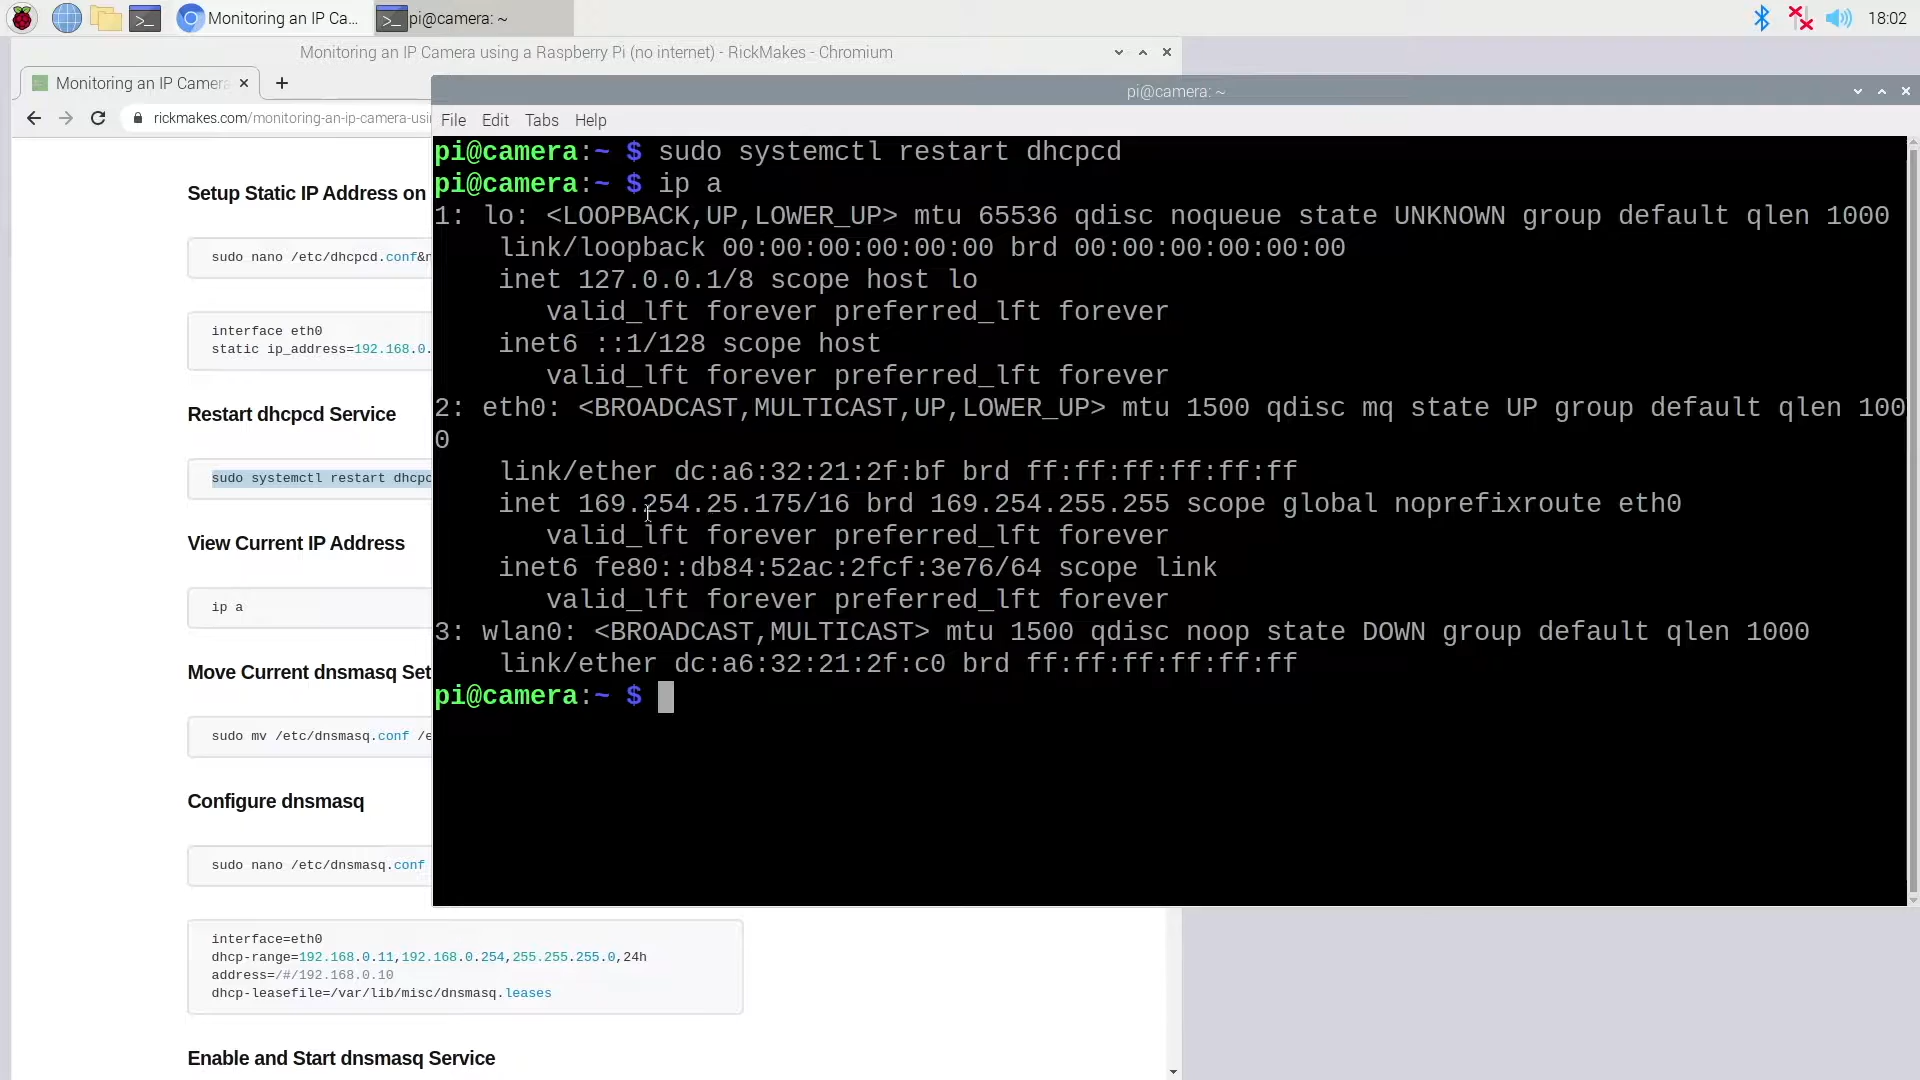 Monitoring an IP Ca...
pi@camera: ~
18:02
Monitoring an IP Camera using a Raspberry Pi (no internet) - RickMakes - Chromium
Monitoring an IP Camera
rickmakes.com/monitoring-an-ip-camera-usi
Setup Static IP Address on
sudo nano /etc/dhcpcd.conf&n
interface eth0
static ip_address=192.168.0.
Restart dhcpcd Service
sudo systemctl restart dhcpc
View Current IP Address
ip a
Move Current dnsmasq Set
sudo mv /etc/dnsmasq.conf /e
Configure dnsmasq
sudo nano /etc/dnsmasq.conf
interface=eth0
dhcp-range=192.168.0.11,192.168.0.254,255.255.255.0,24h
address=/#/192.168.0.10
dhcp-leasefile=/var/lib/misc/dnsmasq.leases
Enable and Start dnsmasq Service
pi@camera: ~
File Edit Tabs Help
pi@camera:~ $ sudo systemctl restart dhcpcd
pi@camera:~ $ ip a
1: lo: <LOOPBACK,UP,LOWER_UP> mtu 65536 qdisc noqueue state UNKNOWN group default qlen 1000
link/loopback 00:00:00:00:00:00 brd 00:00:00:00:00:00
inet 127.0.0.1/8 scope host lo
valid_lft forever preferred_lft forever
inet6 ::1/128 scope host
valid_lft forever preferred_lft forever
2: eth0: <BROADCAST,MULTICAST,UP,LOWER_UP> mtu 1500 qdisc mq state UP group default qlen 100
0
link/ether dc:a6:32:21:2f:bf brd ff:ff:ff:ff:ff:ff
inet 169.254.25.175/16 brd 169.254.255.255 scope global noprefixroute eth0
valid_lft forever preferred_lft forever
inet6 fe80::db84:52ac:2fcf:3e76/64 scope link
valid_lft forever preferred_lft forever
3: wlan0: <BROADCAST,MULTICAST> mtu 1500 qdisc noop state DOWN group default qlen 1000
link/ether dc:a6:32:21:2f:c0 brd ff:ff:ff:ff:ff:ff
pi@camera:~ $